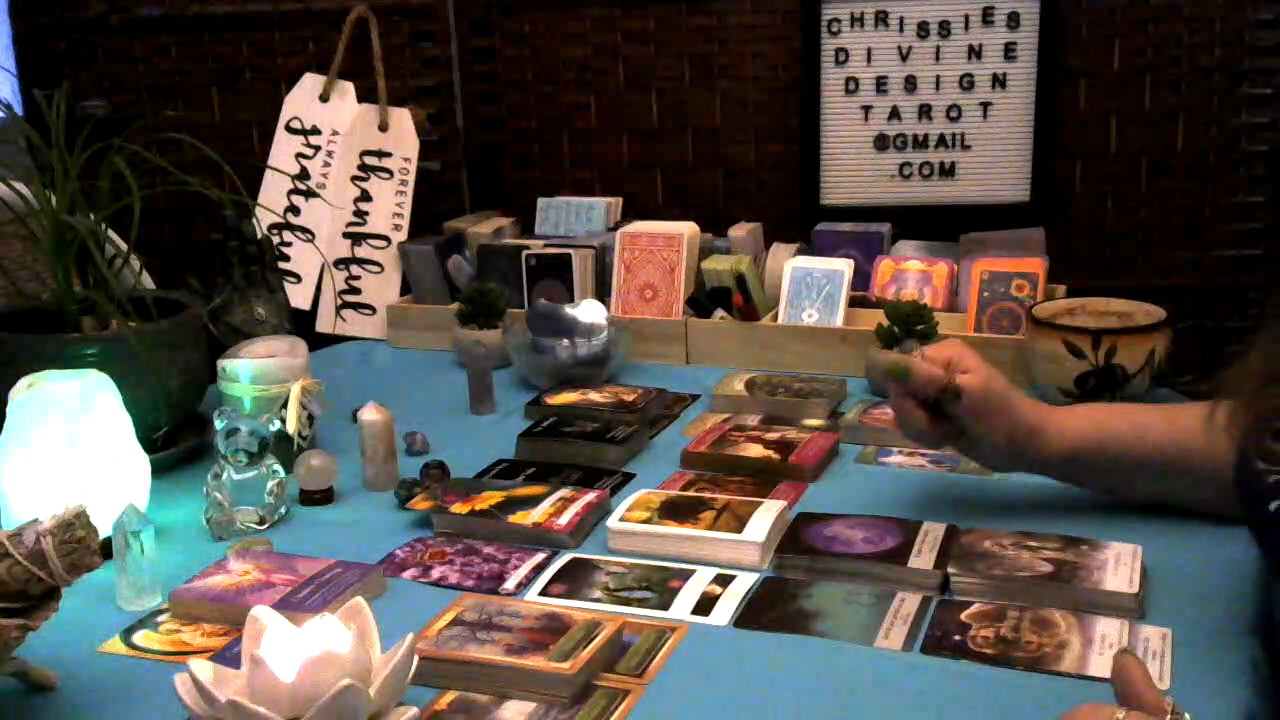 CHRISSIES
DIVINE
DESIGN
TAROT
@GMAIL
.COM
ALWAYS
grateful
FOREVER
thankful